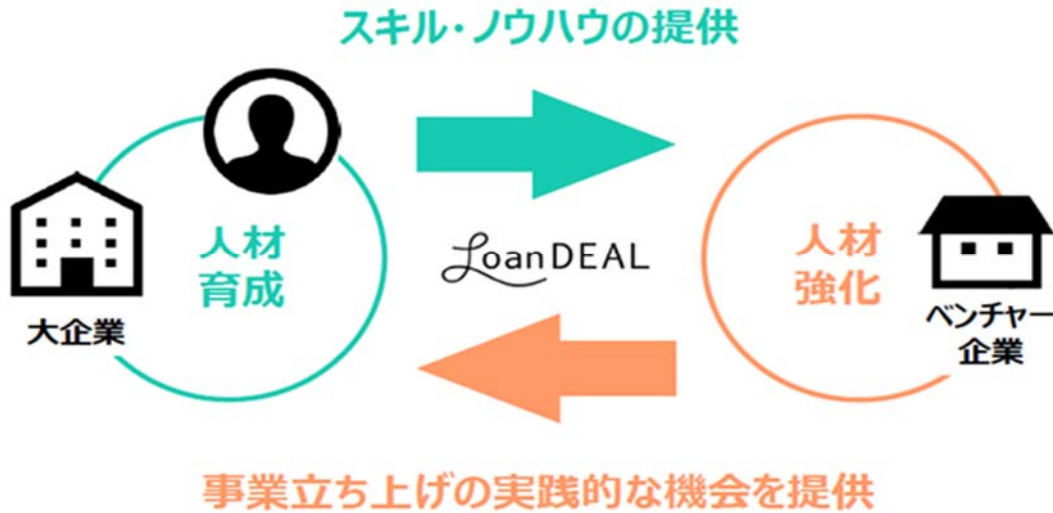 スキル・ノウハウの提供
人材
育成
大企業
LoanDEAL
人材
強化
ベンチャー
企業
事業立ち上げの実践的な機会を提供